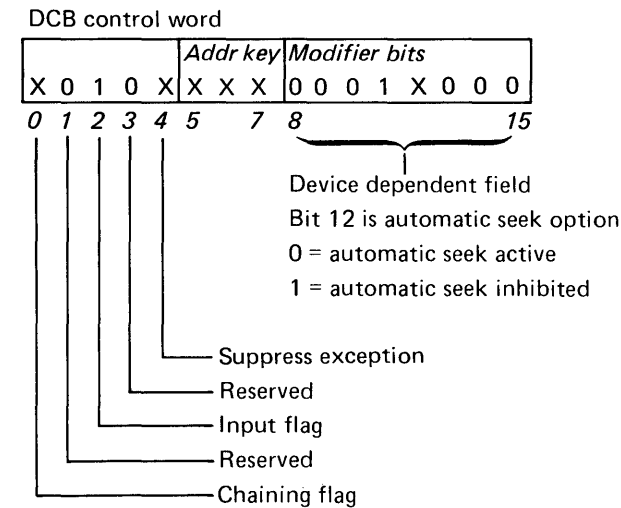 DCB control word
Addr key Modifier bits
X 0 1 0 X X X X 0 0 0 1 X 0 0 0
0 1 2 3 4 5 7 8 15
Device dependent field
Bit 12 is automatic seek option
0 = automatic seek active
1 = automatic seek inhibited
Suppress exception
Reserved
Input flag
Reserved
Chaining flag